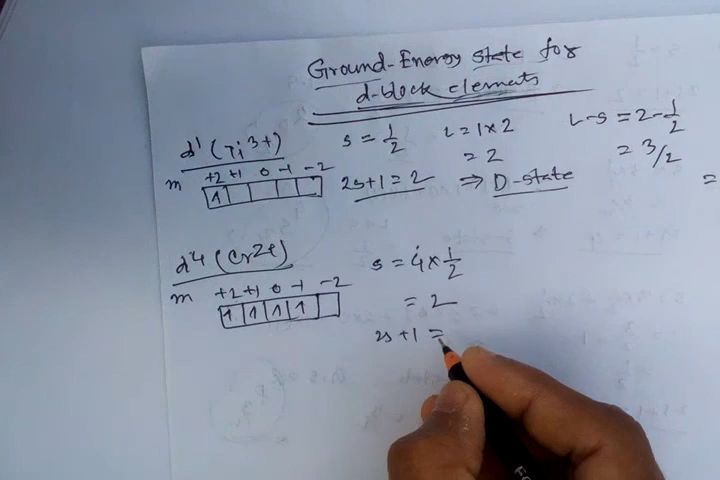 Ground-Energy state for
d-block elements
d¹ (Ti³⁺) s = 1/2 L = 1×2 L-s = 2-1/2
= 2 = 3/2
m +2 +1 0 -1 -2 2s+1 = 2 ⇒ D-state =
1
d⁴ (Cr²⁺) s = 4×1/2
m +2 +1 0 -1 -2 = 2
1 1 1 1
2s+1 =